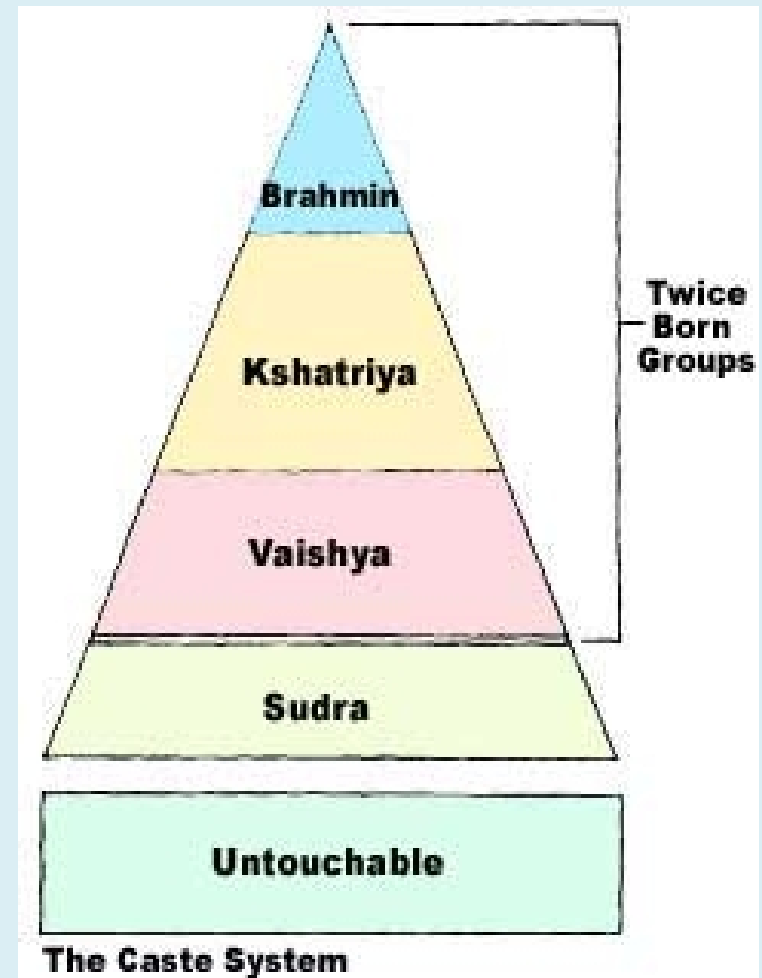 Brahmin
Kshatriya
Twice
Born
Groups
Vaishya
Sudra
Untouchable
The Caste System